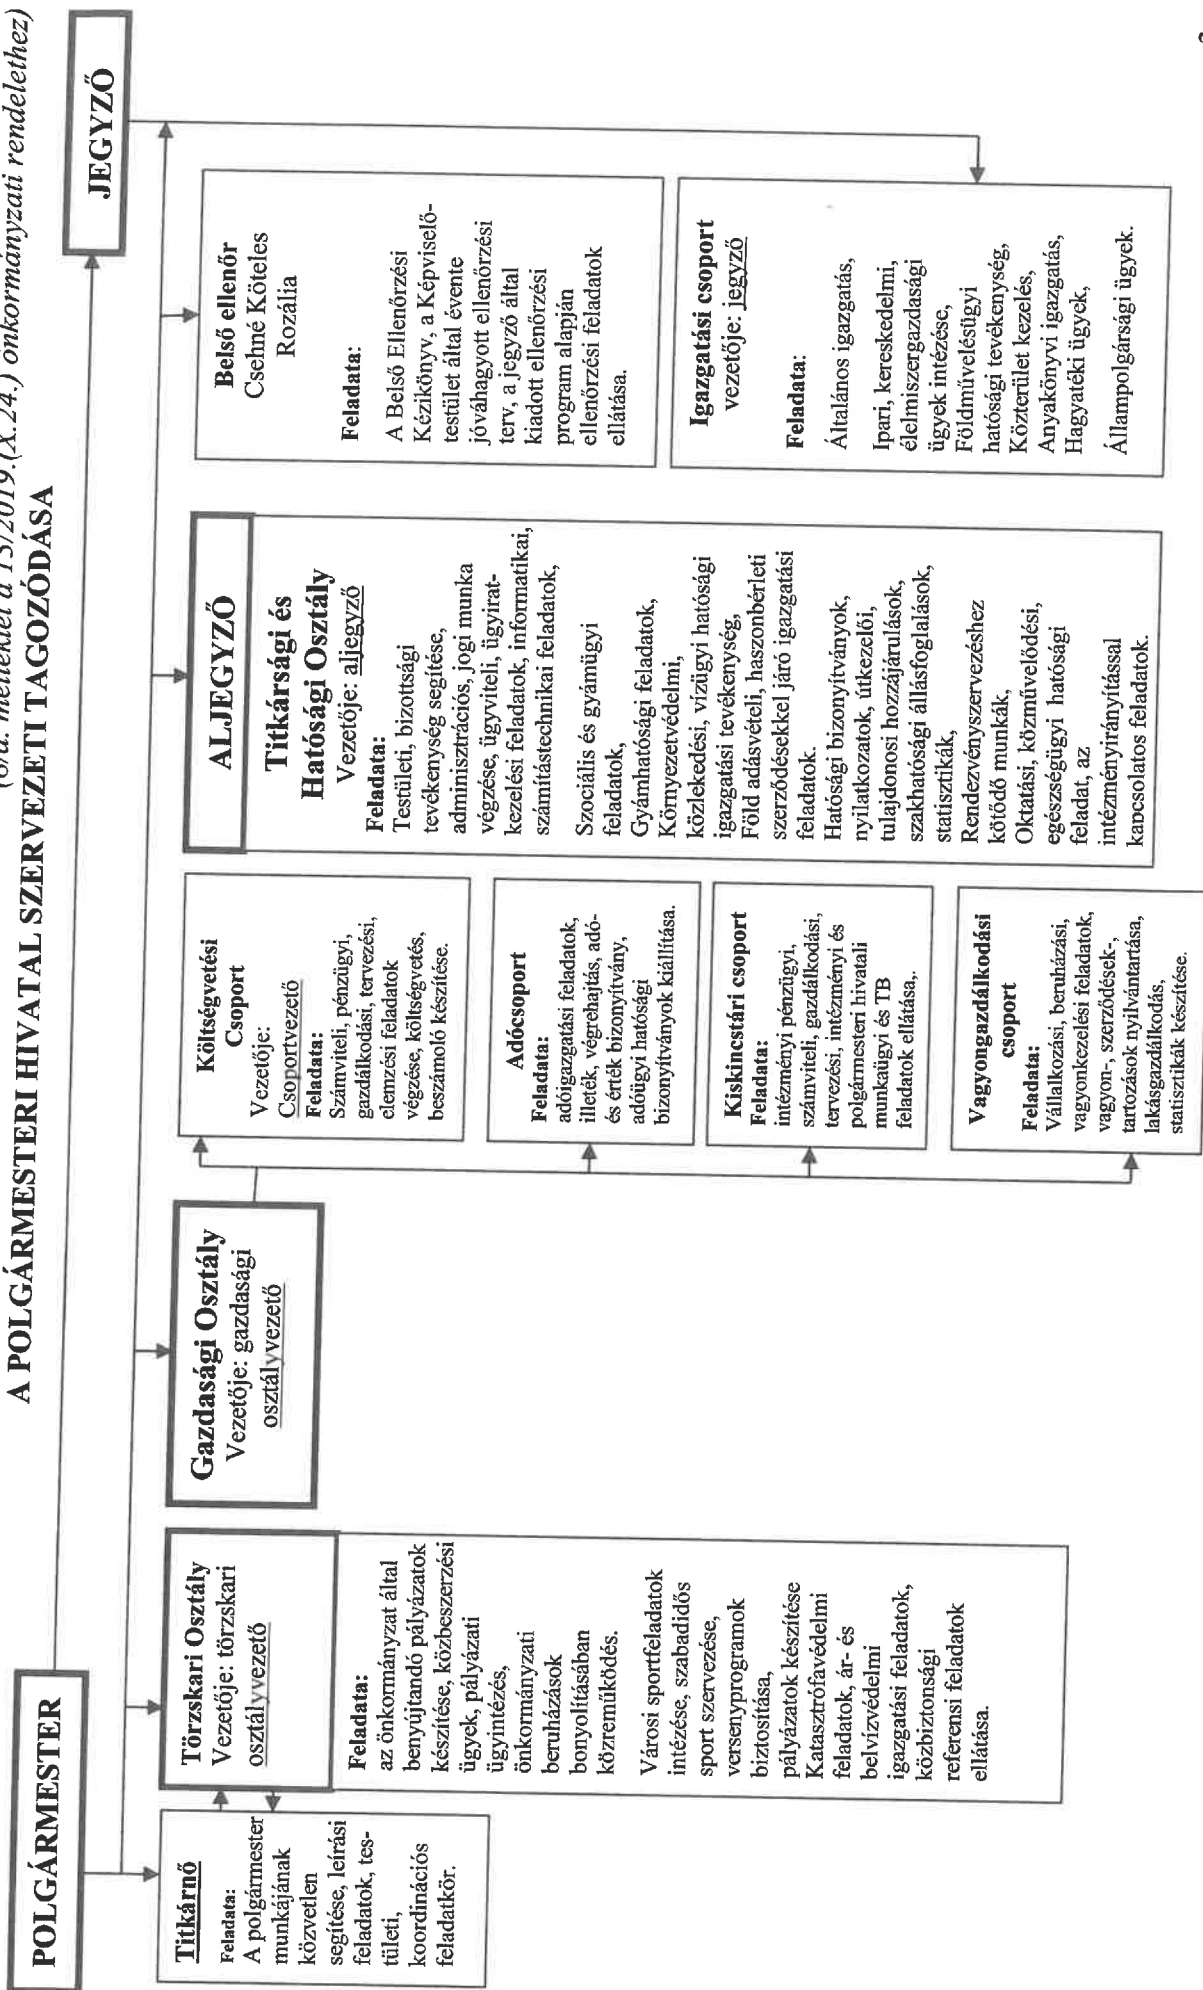 (6/a. melléklet a 15/2019.(X.24.) önkormányzati rendelethez)
A POLGÁRMESTERI HIVATAL SZERVEZETI TAGOZÓDÁSA
POLGÁRMESTER
JEGYZŐ
Titkárnő
Feladata:
A polgármester
munkájának
közvetlen
segítése, leírási
feladatok, tes-
tületi,
koordinációs
feladatkör.
Törzskari Osztály
Vezetője: törzskari
osztályvezető
Feladata:
az önkormányzat által
benyújtandó pályázatok
készítése, közbeszerzési
ügyek, pályázati
ügyintézés,
önkormányzati
beruházások
bonyolításában
közreműködés.
Városi sportfeladatok
intézése, szabadidős
sport szervezése,
versenyprogramok
biztosítása,
pályázatok készítése
Katasztrófavédelmi
feladatok, ár- és
belvízvédelmi
igazgatási feladatok,
közbiztonsági
referensi feladatok
ellátása.
Gazdasági Osztály
Vezetője: gazdasági
osztályvezető
Költségvetési
Csoport
Vezetője:
Csoportvezető
Feladata:
Számviteli, pénzügyi,
gazdálkodási, tervezési,
elemzési feladatok
végzése, költségvetés,
beszámoló készítése.
Adócsoport
Feladata:
adóigazgatási feladatok,
illeték, végrehajtás, adó-
és érték bizonyítvány,
adóügyi hatósági
bizonyítványok kiállítása.
Kiskincstári csoport
Feladata:
intézményi pénzügyi,
számviteli, gazdálkodási,
tervezési, intézményi és
polgármesteri hivatali
munkaügyi és TB
feladatok ellátása,.
Vagyongazdálkodási
csoport
Feladata:
Vállalkozási, beruházási,
vagyonkezelési feladatok,
vagyon-, szerződések-,
tartozások nyilvántartása,
lakásgazdálkodás,
statisztikák készítése.
ALJEGYZŐ
Titkársági és
Hatósági Osztály
Vezetője: aljegyző
Feladata:
Testületi, bizottsági
tevékenység segítése,
adminisztrációs, jogi munka
végzése, ügyviteli, ügyirat-
kezelési feladatok, informatikai,
számítástechnikai feladatok,
Szociális és gyámügyi
feladatok,
Gyámhatósági feladatok,
Környezetvédelmi,
közlekedési, vízügyi hatósági
igazgatási tevékenység,
Föld adásvételi, haszonbérleti
szerződésekkel járó igazgatási
feladatok.
Hatósági bizonyítványok,
nyilatkozatok, útkezelői,
tulajdonosi hozzájárulások,
szakhatósági állásfoglalások,
statisztikák,
Rendezvényszervezéshez
kötődő munkák,
Oktatási, közművelődési,
egészségügyi hatósági
feladat, az
intézményirányítással
kapcsolatos feladatok.
Belső ellenőr
Csehné Köteles
Rozália
Feladata:
A Belső Ellenőrzési
Kézikönyv, a Képviselő-
testület által évente
jóváhagyott ellenőrzési
terv, a jegyző által
kiadott ellenőrzési
program alapján
ellenőrzési feladatok
ellátása.
Igazgatási csoport
vezetője: jegyző
Feladata:
Általános igazgatás,
Ipari, kereskedelmi,
élelmiszergazdasági
ügyek intézése,
Földművelésügyi
hatósági tevékenység,
Közterület kezelés,
Anyakönyvi igazgatás,
Hagyatéki ügyek,
Állampolgársági ügyek.